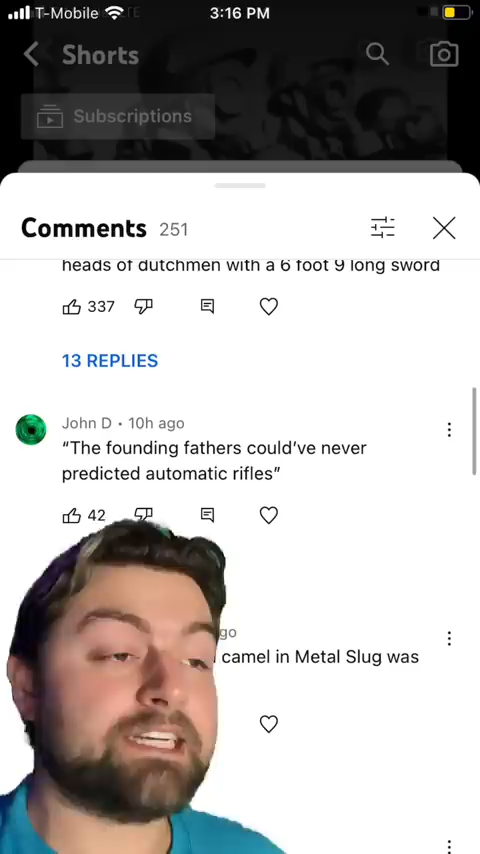 T-Mobile
3:16 PM
Shorts
Subscriptions
Comments 251
heads of dutchmen with a 6 foot 9 long sword
337
13 REPLIES
John D • 10h ago
“The founding fathers could’ve never
predicted automatic rifles”
42
go
camel in Metal Slug was